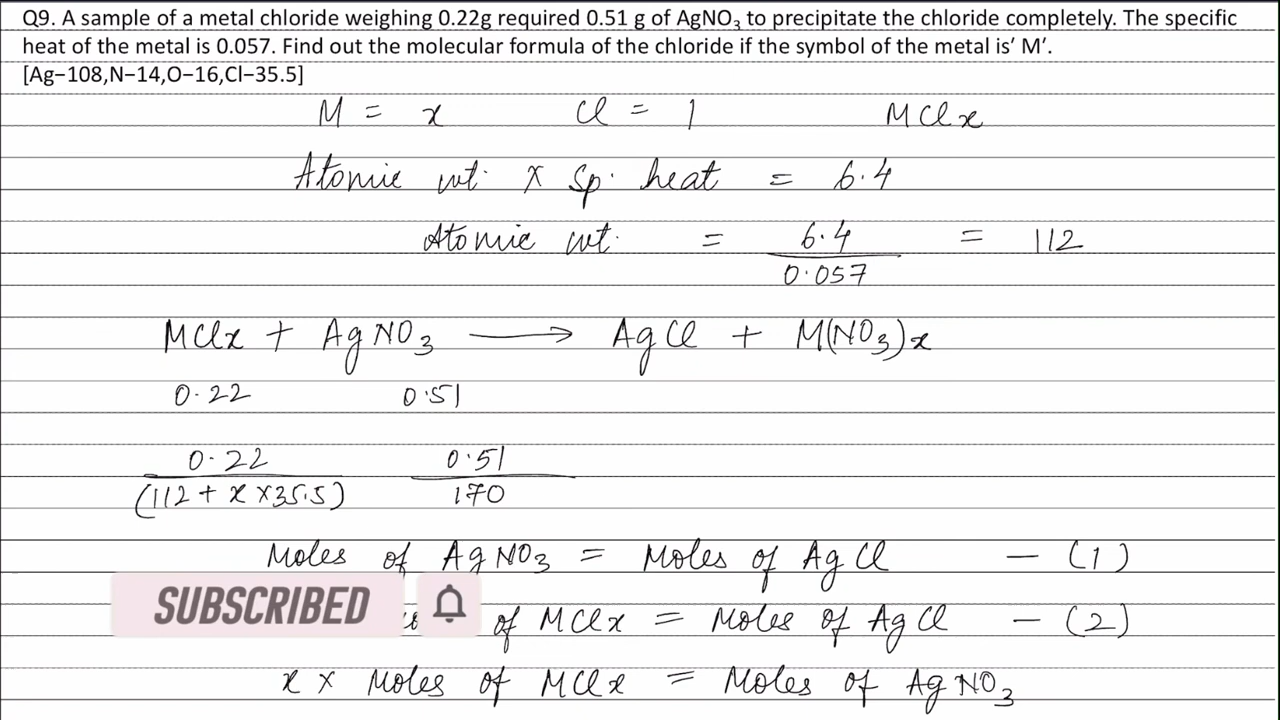 Q9. A sample of a metal chloride weighing 0.22g required 0.51 g of AgNO₃ to precipitate the chloride completely. The specific
heat of the metal is 0.057. Find out the molecular formula of the chloride if the symbol of the metal is’ M’.
[Ag−108,N−14,O−16,Cl−35.5]
M = x Cl = 1 MClx
Atomic wt. × Sp. heat = 6.4
Atomic wt. = 6.4 = 112
0.057
MClx + AgNO₃ ⟶ AgCl + M(NO₃)x
0.22 0.51
0.22 0.51
(112 + x × 35.5) 170
Moles of AgNO₃ = Moles of AgCl — (1)
SUBSCRIBED
of MClx = Moles of AgCl — (2)
x × Moles of MClx = Moles of AgNO₃